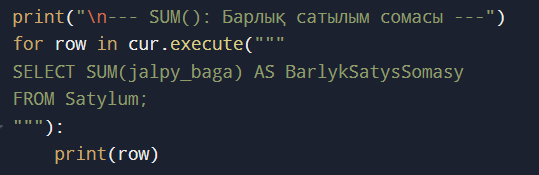 print("\n--- SUM(): Барлық сатылым сомасы ---")
for row in cur.execute("""
SELECT SUM(jalpy_baga) AS BarlykSatysSomasy
FROM Satylum;
"""):
    print(row)